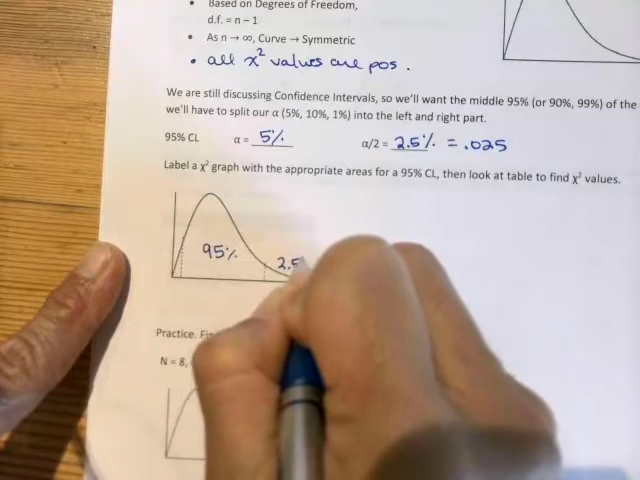 • Based on Degrees of Freedom,
d.f. = n – 1
• As n → ∞, Curve → Symmetric
• all x² values are pos.
We are still discussing Confidence Intervals, so we'll want the middle 95% (or 90%, 99%) of the
we'll have to split our α (5%, 10%, 1%) into the left and right part.
95% CL α = 5% α/2 = 2.5% = .025
Label a χ² graph with the appropriate areas for a 95% CL, then look at table to find χ² values.
95% 2.5
Practice.
N = 8,